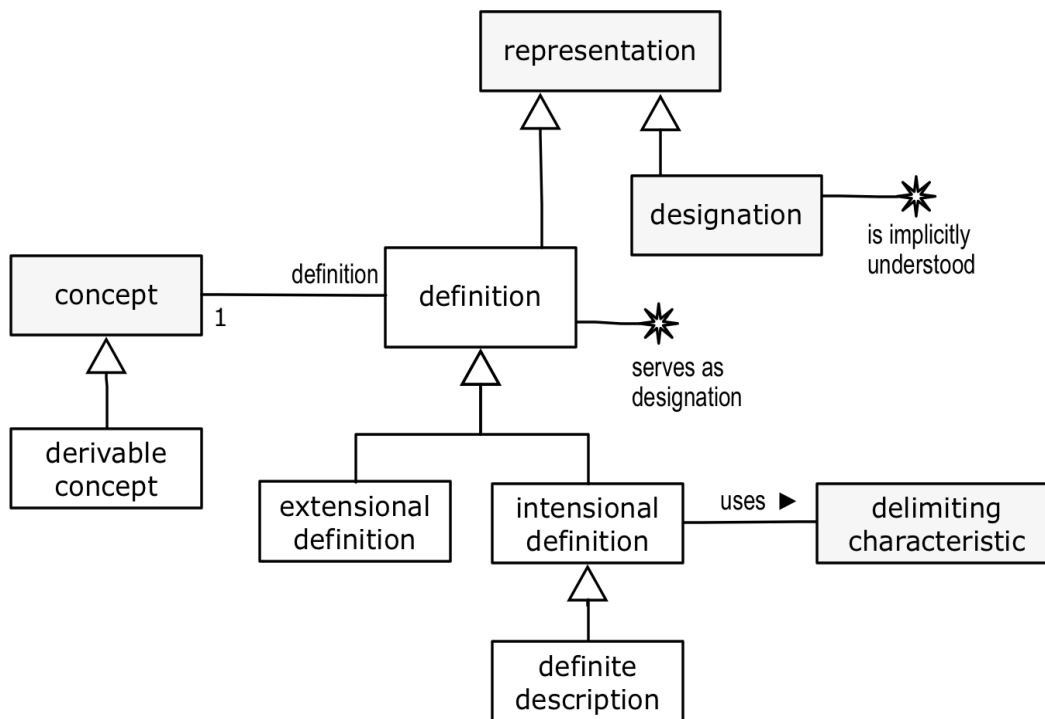 representation
designation
is implicitly
understood
concept
1
definition
definition
serves as
designation
derivable
concept
extensional
definition
intensional
definition
uses ►
delimiting
characteristic
definite
description